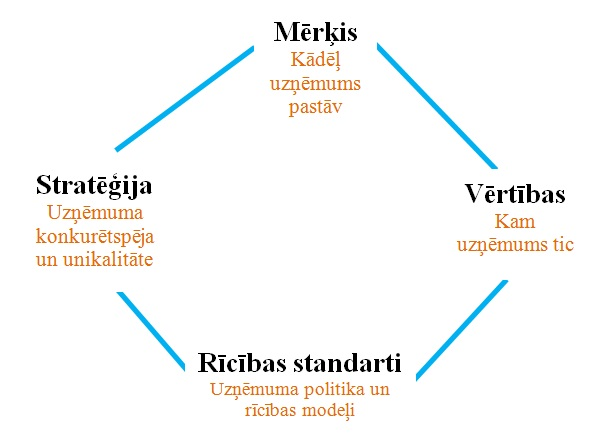 Mērķis
Kādēļ
uzņēmums
pastāv
Stratēģija
Uzņēmuma
konkurētspēja
un unikalitāte
Vērtības
Kam
uzņēmums tic
Rīcības standarti
Uzņēmuma politika un
rīcības modeļi